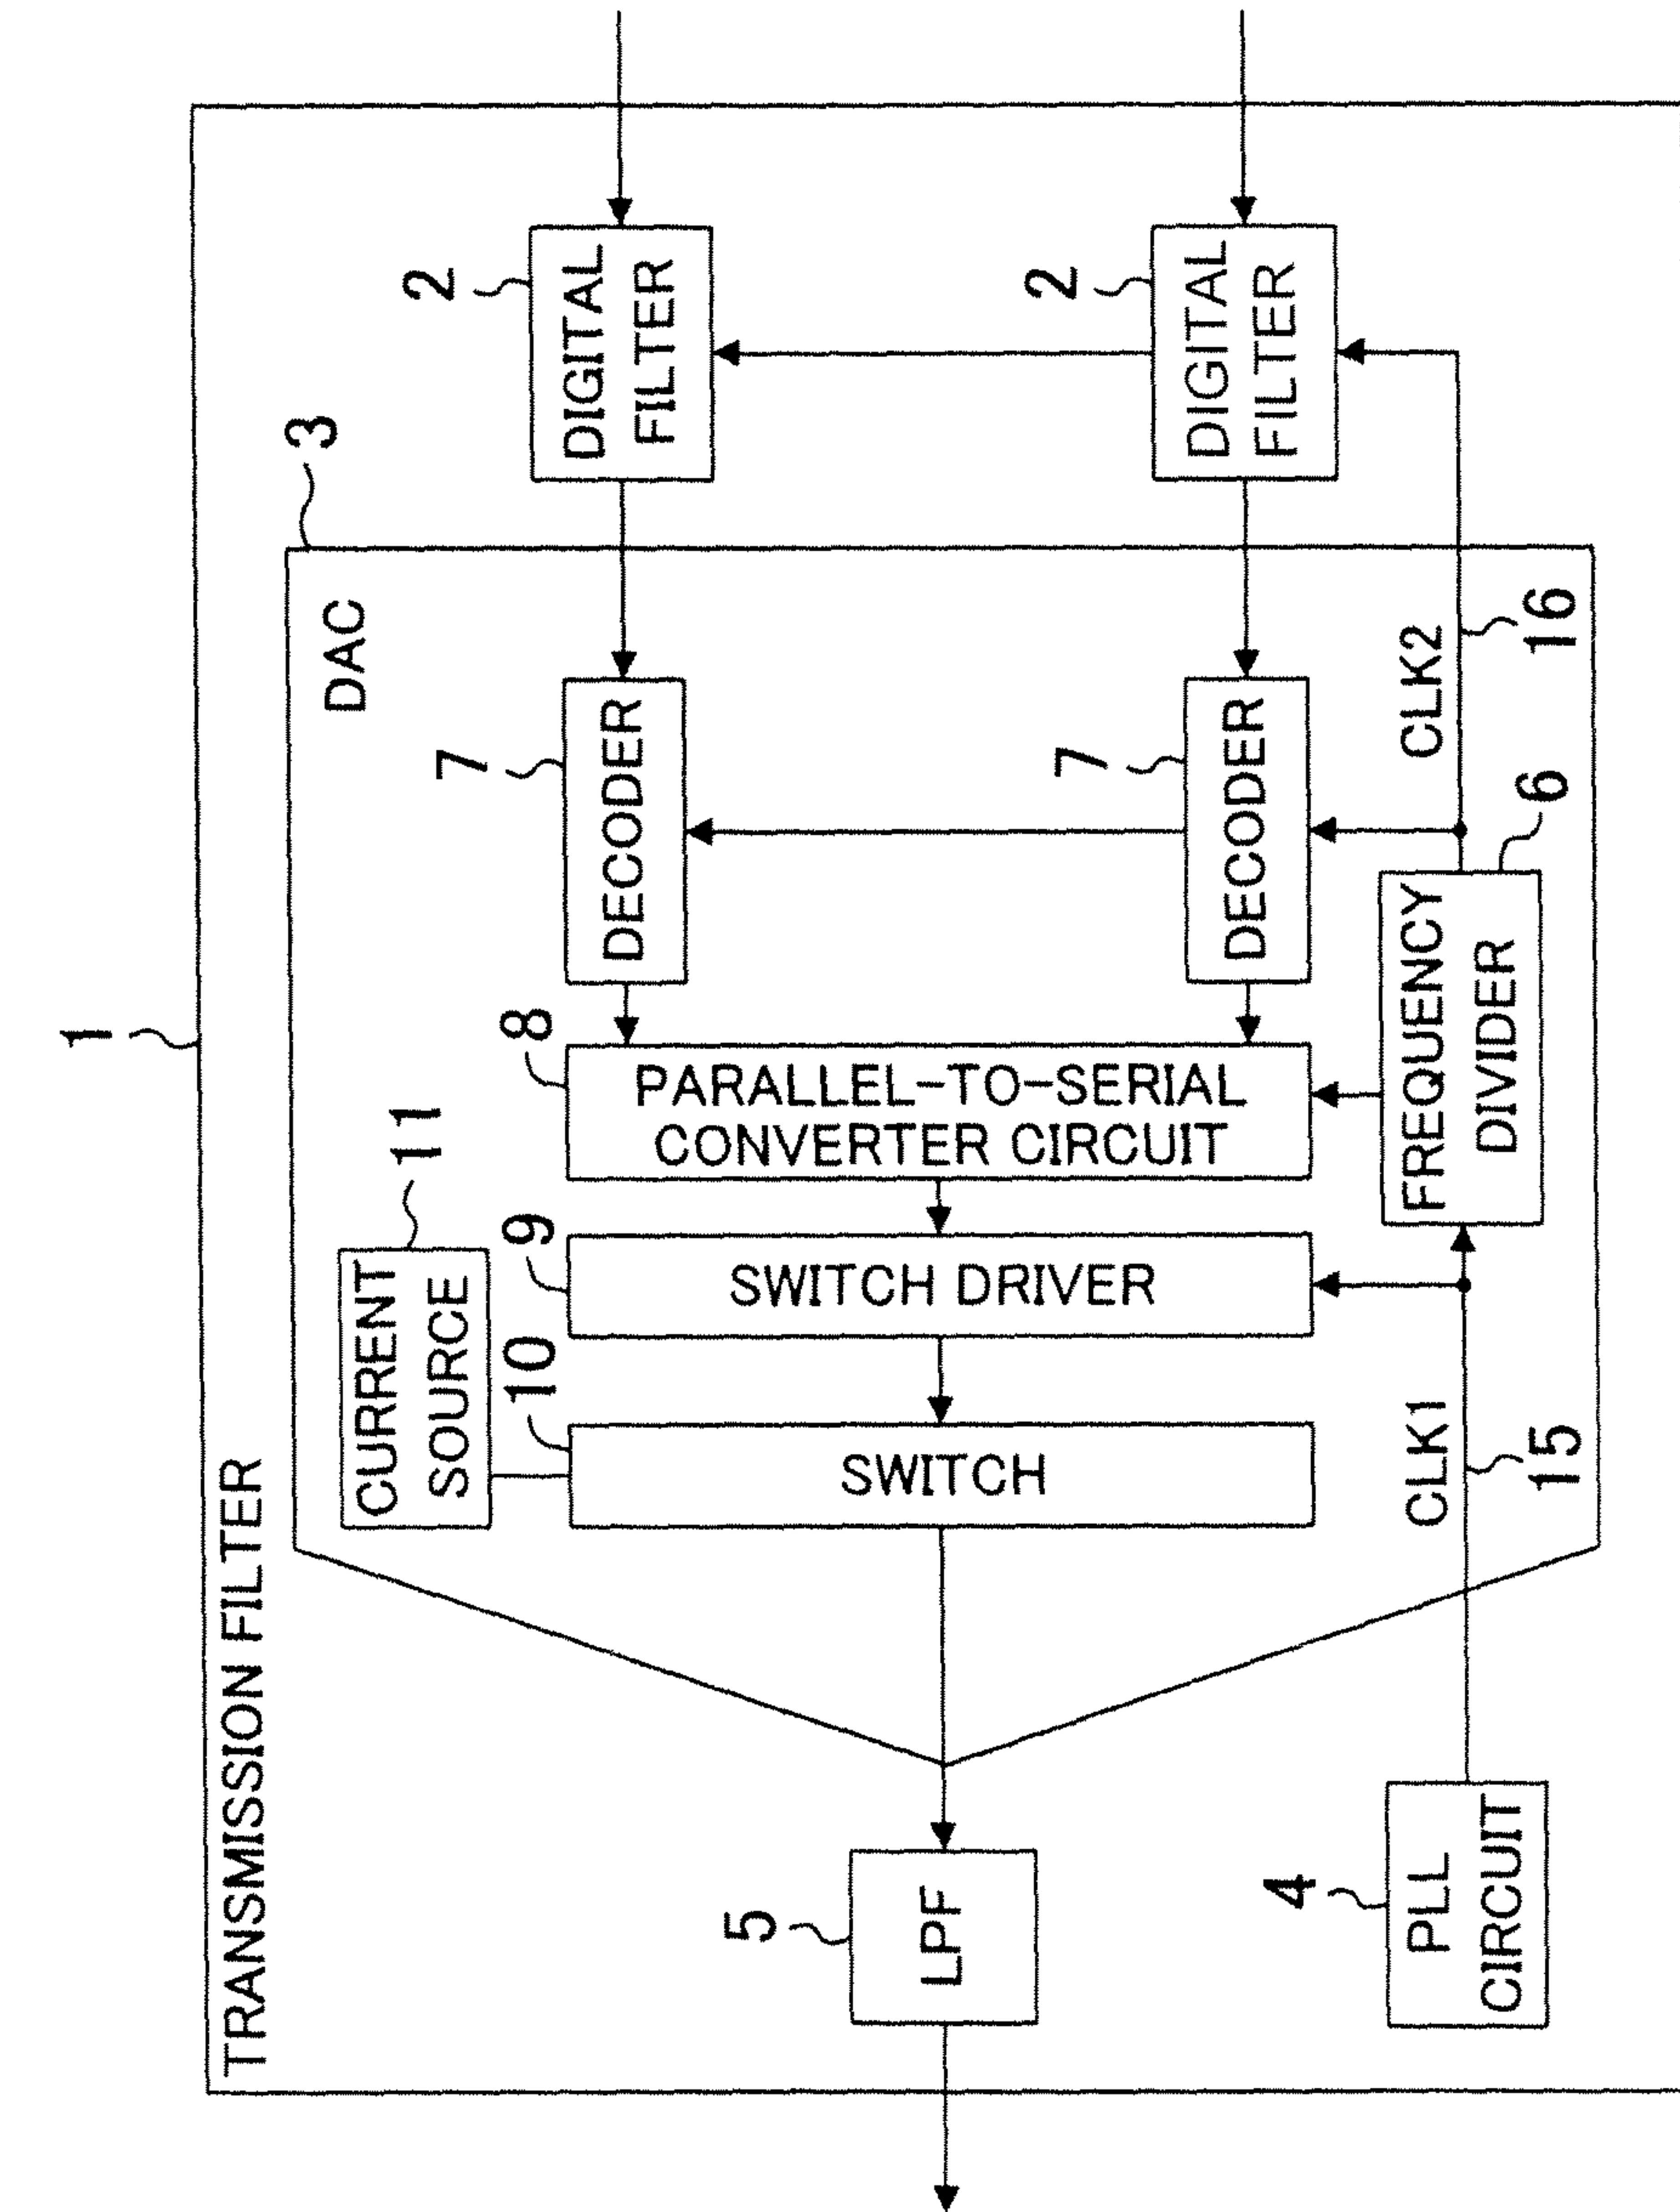 1
TRANSMISSION FILTER
3
DAC
2
DIGITAL
FILTER
2
DIGITAL
FILTER
7
DECODER
7
DECODER
CLK2
16
6
FREQUENCY
DIVIDER
8
PARALLEL-TO-SERIAL
CONVERTER CIRCUIT
11
CURRENT
SOURCE
9
SWITCH DRIVER
10
SWITCH
CLK1
15
5
LPF
4
PLL
CIRCUIT